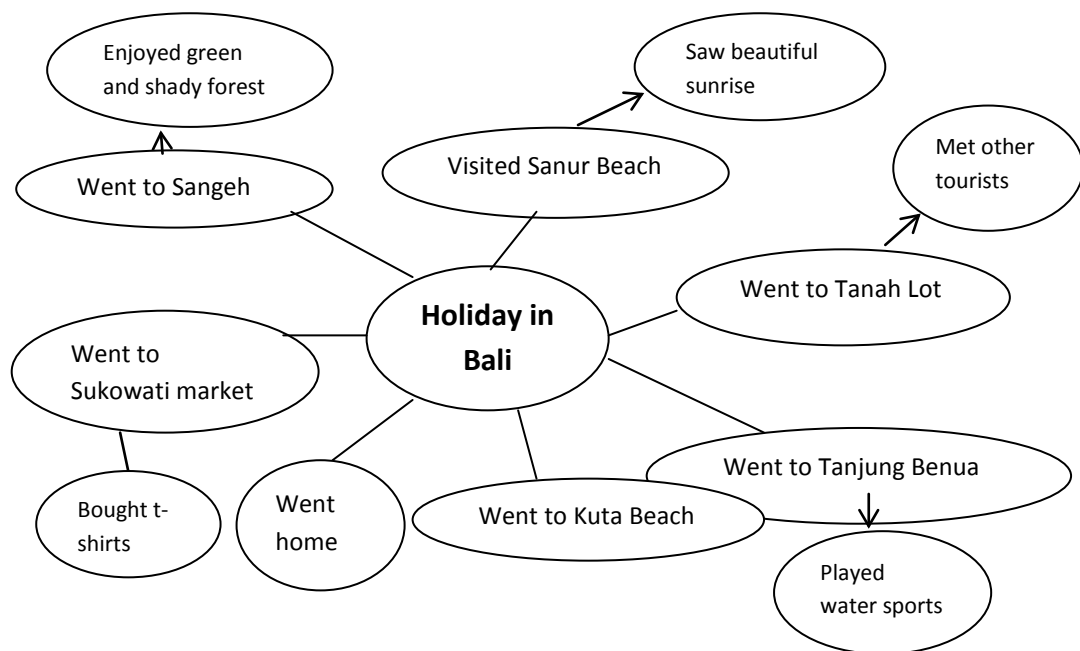 Enjoyed green
and shady forest
Saw beautiful
sunrise
Met other
tourists
Went to Sangeh
Visited Sanur Beach
Went to Tanah Lot
Holiday in
Bali
Went to
Sukowati market
Went to Tanjung Benua
Bought t-
shirts
Went
home
Went to Kuta Beach
Played
water sports